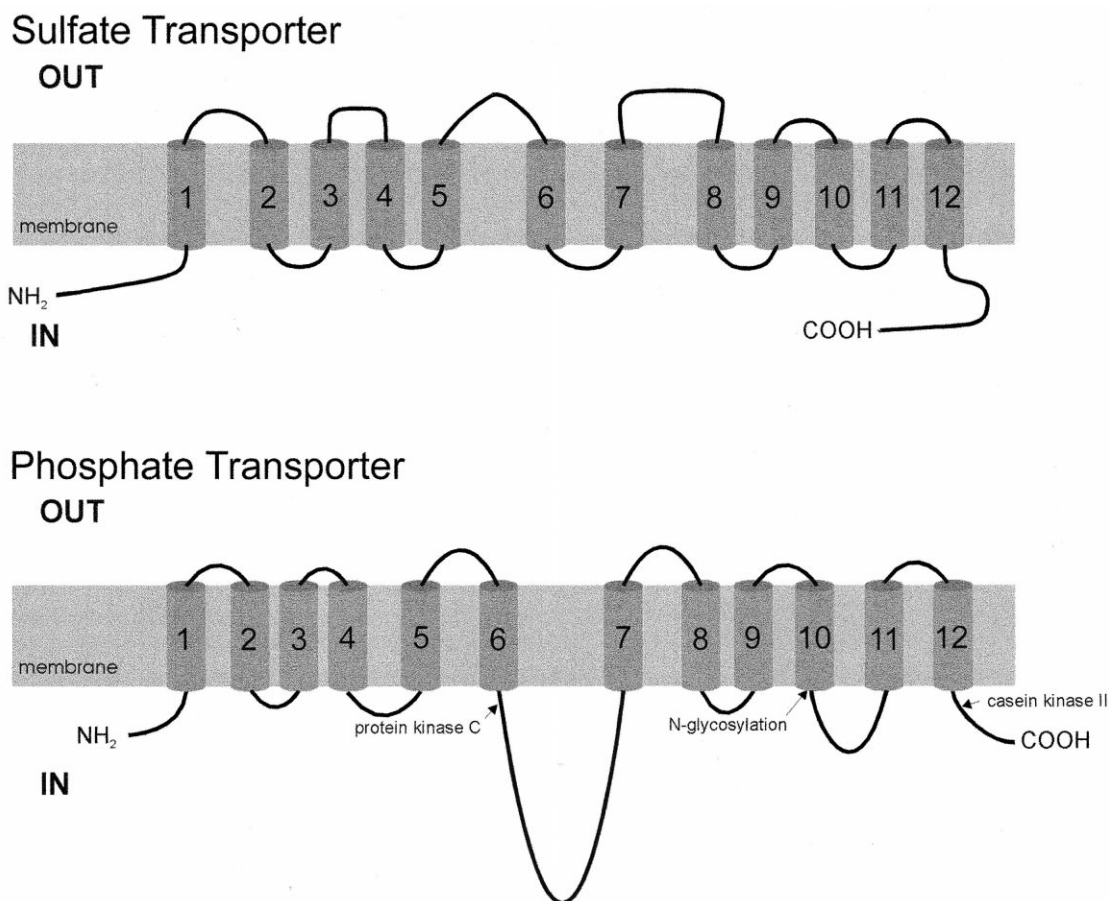 Sulfate Transporter
OUT
1 2 3 4 5 6 7 8 9 10 11 12
membrane
NH₂
IN
COOH
Phosphate Transporter
OUT
1 2 3 4 5 6 7 8 9 10 11 12
membrane
protein kinase C
N-glycosylation
casein kinase II
NH₂
COOH
IN